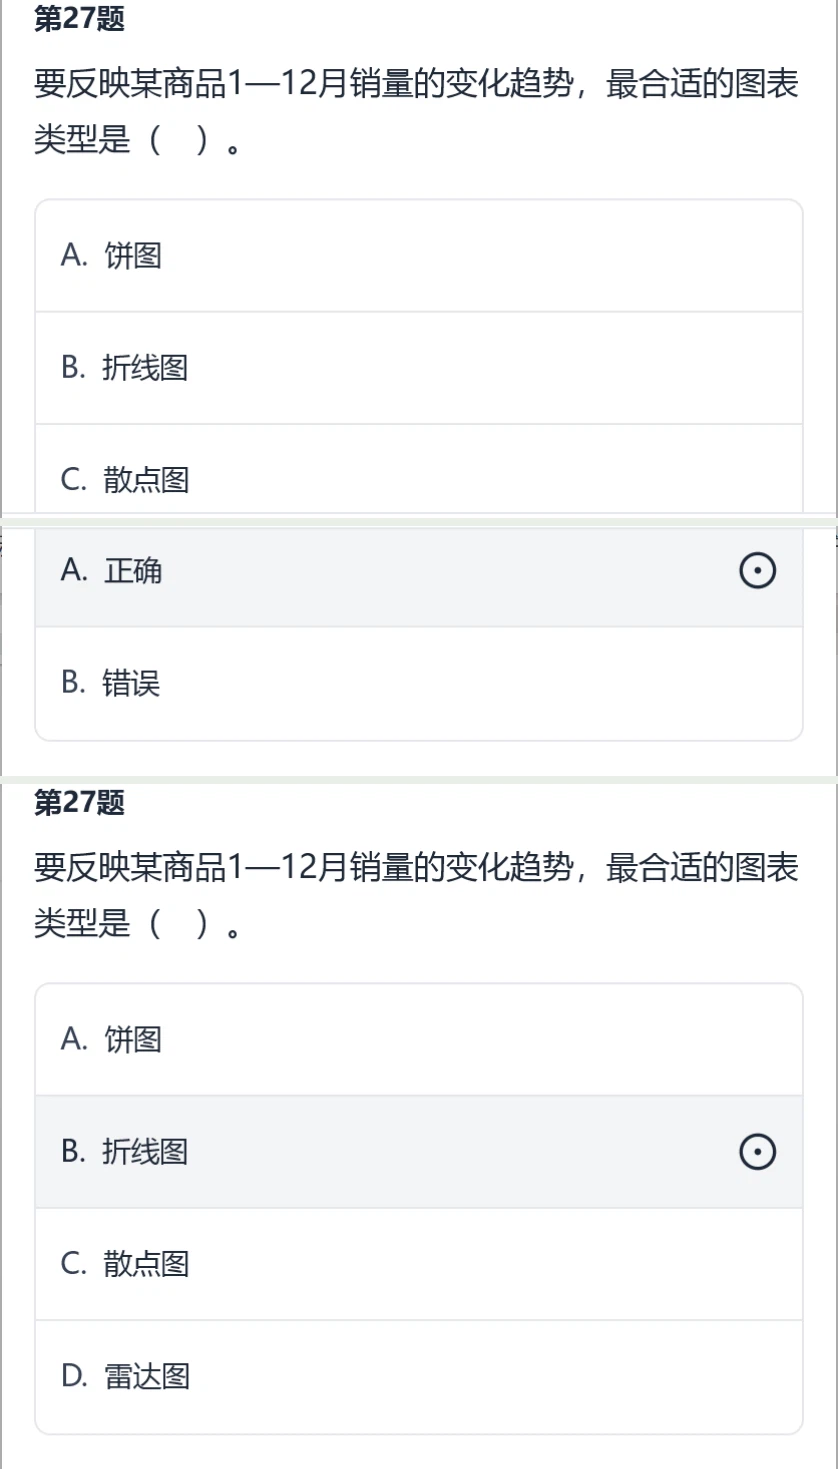 第27题
要反映某商品1—12月销量的变化趋势，最合适的图表
类型是（　）。
A. 饼图
B. 折线图
C. 散点图
A. 正确
B. 错误
第27题
要反映某商品1—12月销量的变化趋势，最合适的图表
类型是（　）。
A. 饼图
B. 折线图
C. 散点图
D. 雷达图